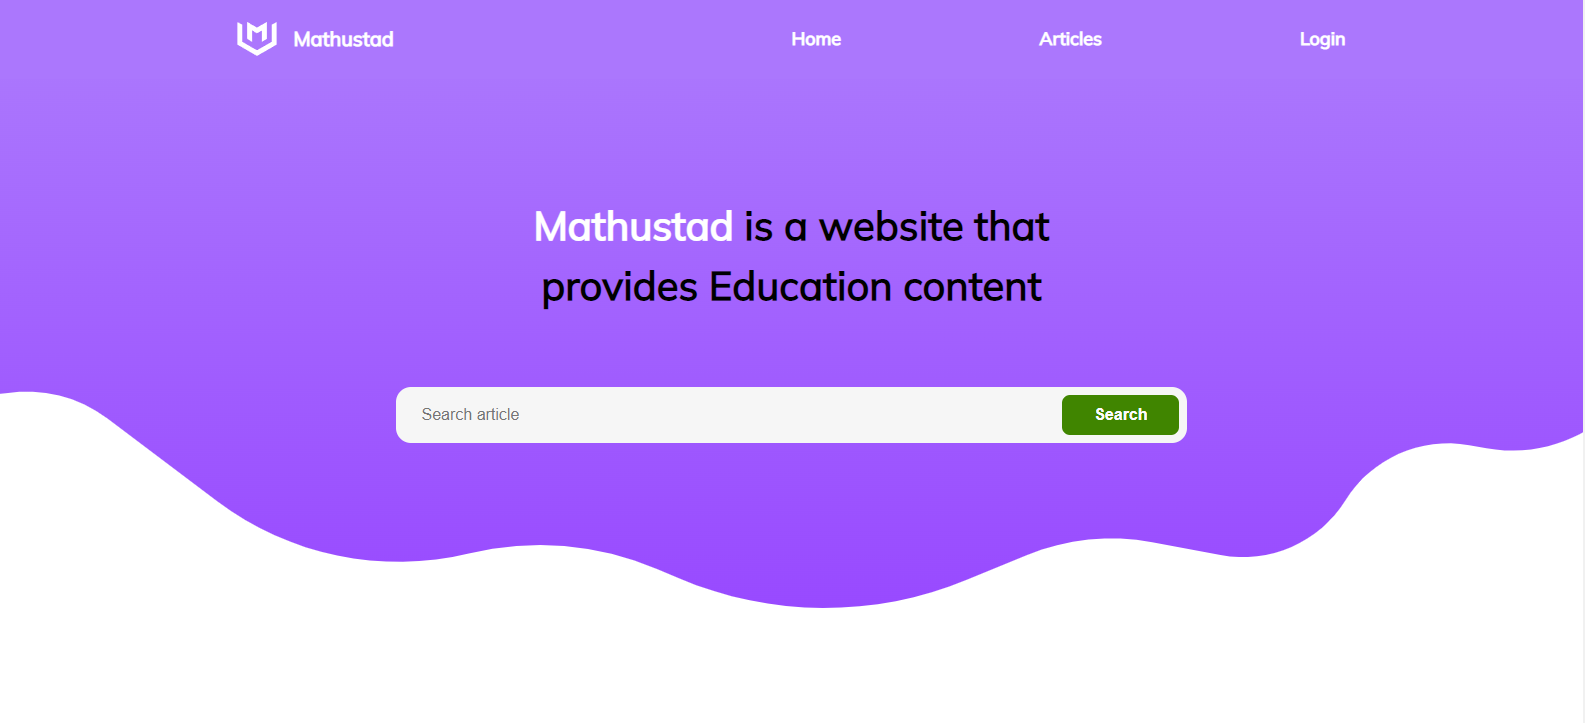 Mathustad Home Articles Login
Mathustad is a website that
provides Education content
Search article Search